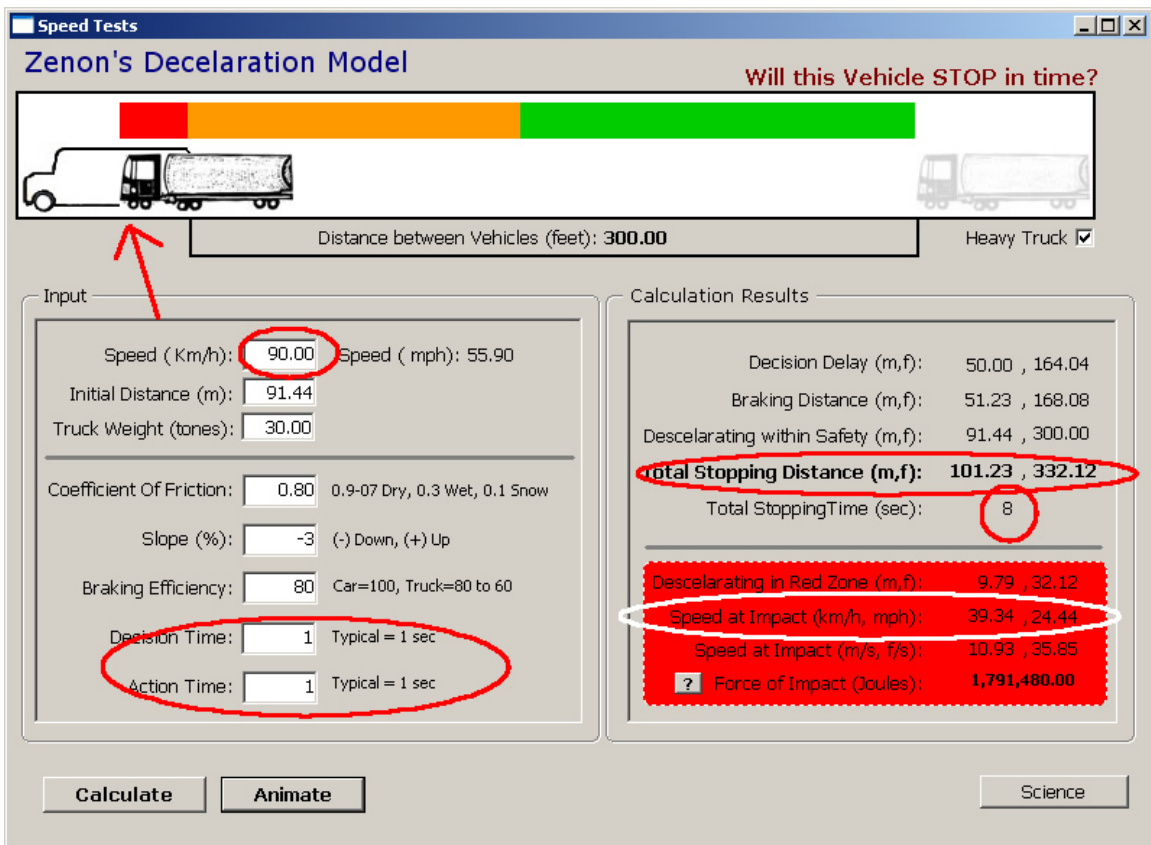 Speed Tests
Zenon's Decelaration Model
Will this Vehicle STOP in time?
Distance between Vehicles (feet): 300.00
Heavy Truck
Input
Speed ( Km/h): 90.00 Speed ( mph): 55.90
Initial Distance (m): 91.44
Truck Weight (tones): 30.00
Coefficient Of Friction: 0.80 0.9-07 Dry, 0.3 Wet, 0.1 Snow
Slope (%): -3 (-) Down, (+) Up
Braking Efficiency: 80 Car=100, Truck=80 to 60
Decision Time: 1 Typical = 1 sec
Action Time: 1 Typical = 1 sec
Calculation Results
Decision Delay (m,f): 50.00 , 164.04
Braking Distance (m,f): 51.23 , 168.08
Descelarating within Safety (m,f): 91.44 , 300.00
Total Stopping Distance (m,f): 101.23 , 332.12
Total StoppingTime (sec): 8
Descelarating in Red Zone (m,f): 9.79 , 32.12
Speed at Impact (km/h, mph): 39.34 , 24.44
Speed at Impact (m/s, f/s): 10.93 , 35.85
? Force of Impact (Joules): 1,791,480.00
Calculate
Animate
Science